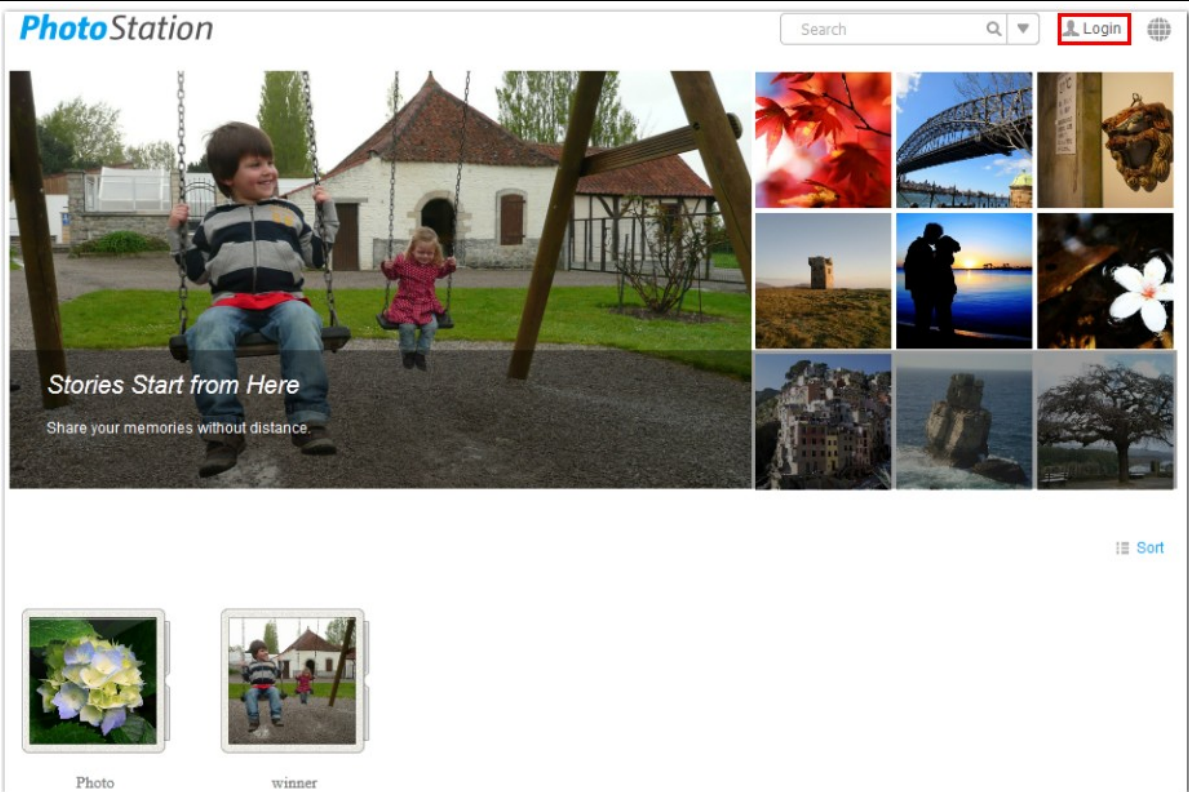 PhotoStation
Search
Login
Stories Start from Here
Share your memories without distance.
Sort
Photo
winner